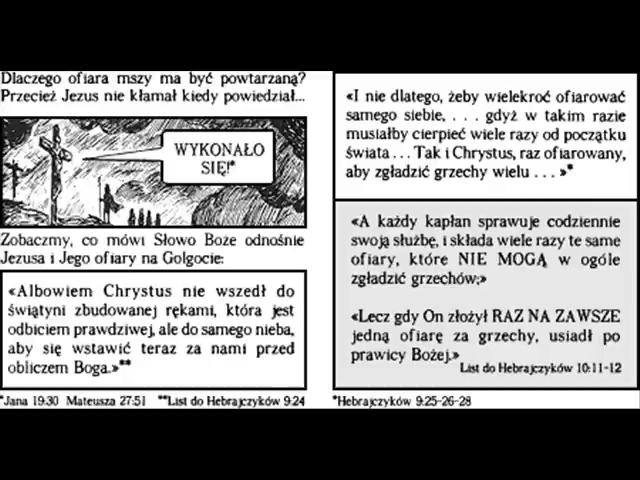 Dlaczego ofiara mszy ma być powtarzaną?
Przecież Jezus nie kłamał kiedy powiedział...
WYKONAŁO
SIĘ!*
Zobaczmy, co mówi Słowo Boże odnośnie
Jezusa i Jego ofiary na Golgocie:
«Albowiem Chrystus nie wszedł do
świątyni zbudowanej rękami, która jest
odbiciem prawdziwej, ale do samego nieba,
aby się wstawić teraz za nami przed
obliczem Boga.»**
*Jana 19:30 Mateusza 27:51 **List do Hebrajczyków 9:24
«I nie dlatego, żeby wielekroć ofiarować
samego siebie, . . . gdyż w takim razie
musiałby cierpieć wiele razy od początku
świata . . . Tak i Chrystus, raz ofiarowany,
aby zgładzić grzechy wielu . . . »*
«A każdy kapłan sprawuje codziennie
swoją służbę, i składa wiele razy te same
ofiary, które NIE MOGĄ w ogóle
zgładzić grzechów;»
«Lecz gdy On złożył RAZ NA ZAWSZE
jedną ofiarę za grzechy, usiadł po
prawicy Bożej.»
List do Hebrajczyków 10:11-12
*Hebrajczyków 9:25-26-28